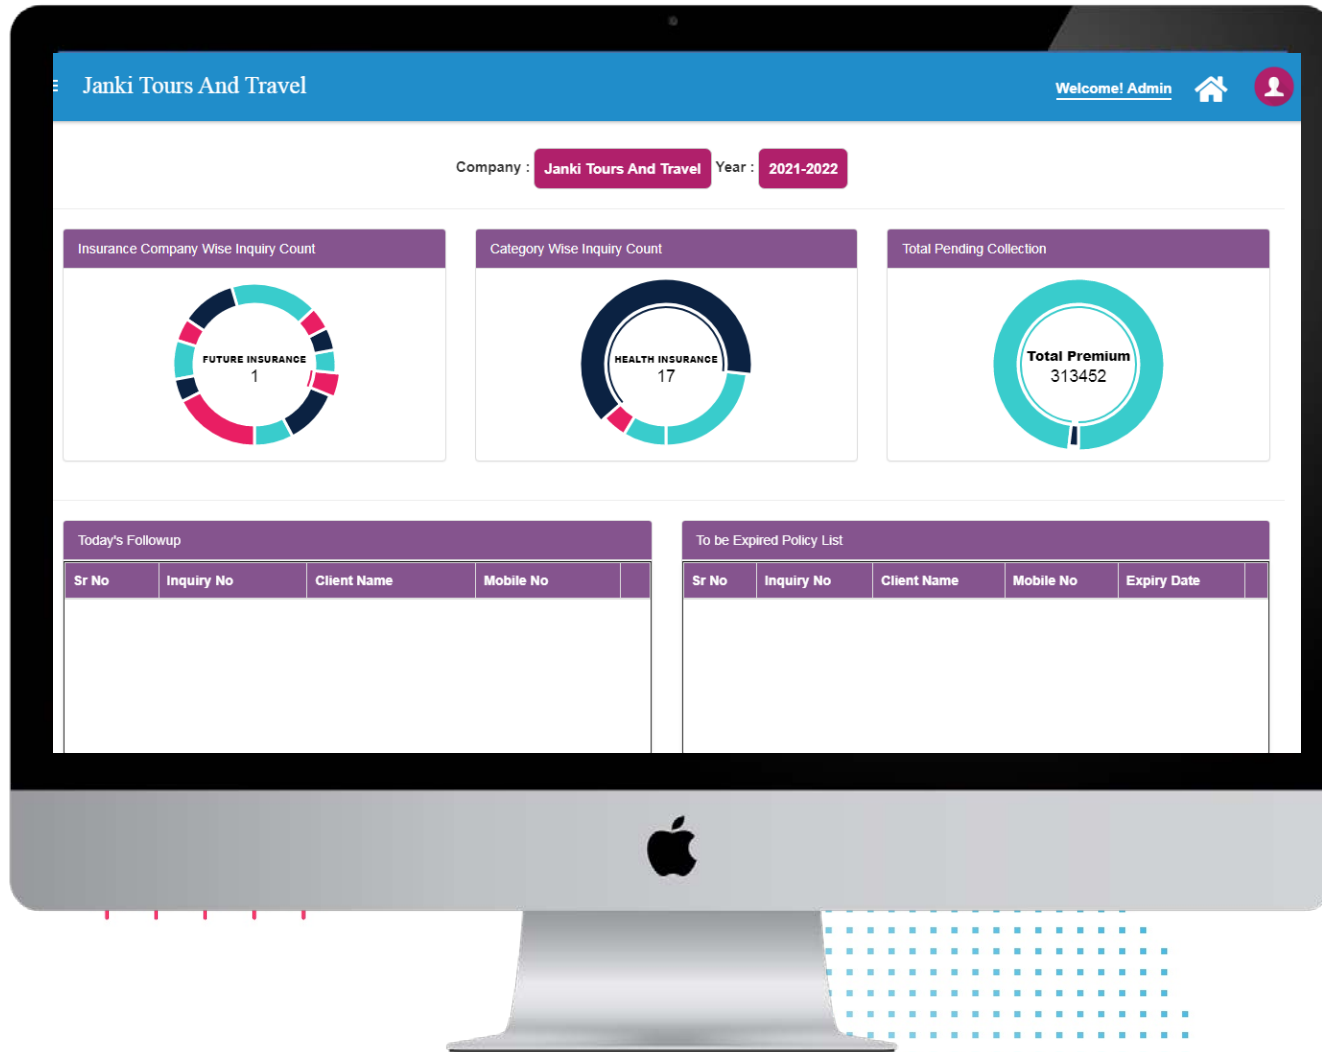 Janki Tours And Travel
Welcome! Admin
Company : Janki Tours And Travel Year : 2021-2022
Insurance Company Wise Inquiry Count
FUTURE INSURANCE
1
Category Wise Inquiry Count
HEALTH INSURANCE
17
Total Pending Collection
Total Premium
313452
Today's Followup
Sr No Inquiry No Client Name Mobile No
To be Expired Policy List
Sr No Inquiry No Client Name Mobile No Expiry Date